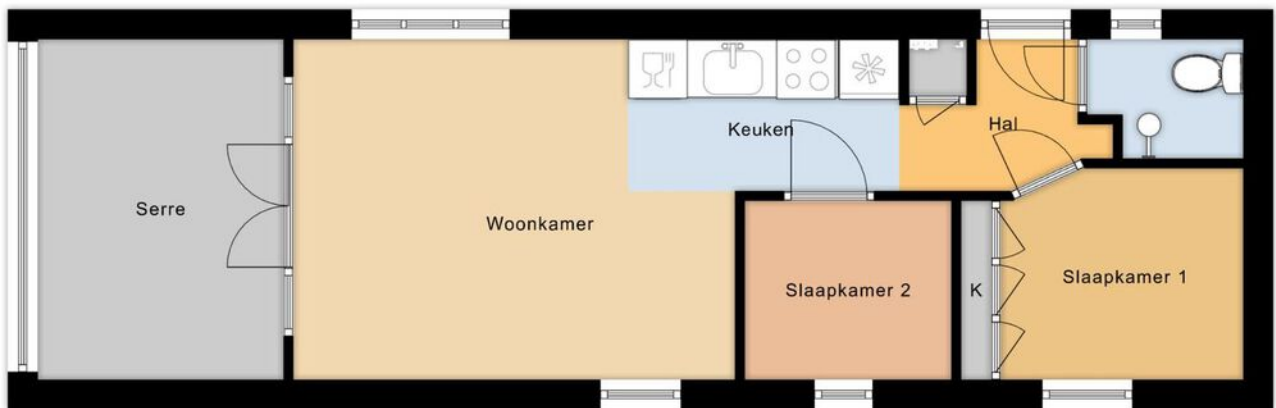 Keuken
Hal
Serre
Woonkamer
Slaapkamer 2
K
Slaapkamer 1